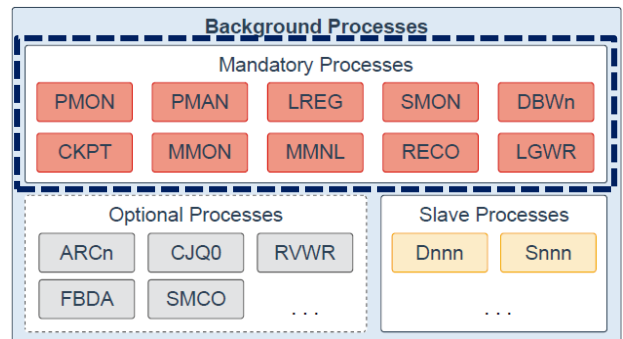 Background Processes
Mandatory Processes
PMON PMAN LREG SMON DBWn
CKPT MMON MMNL RECO LGWR
Optional Processes
ARCn CJQ0 RVWR
FBDA SMCO ...
Slave Processes
Dnnn Snnn
...